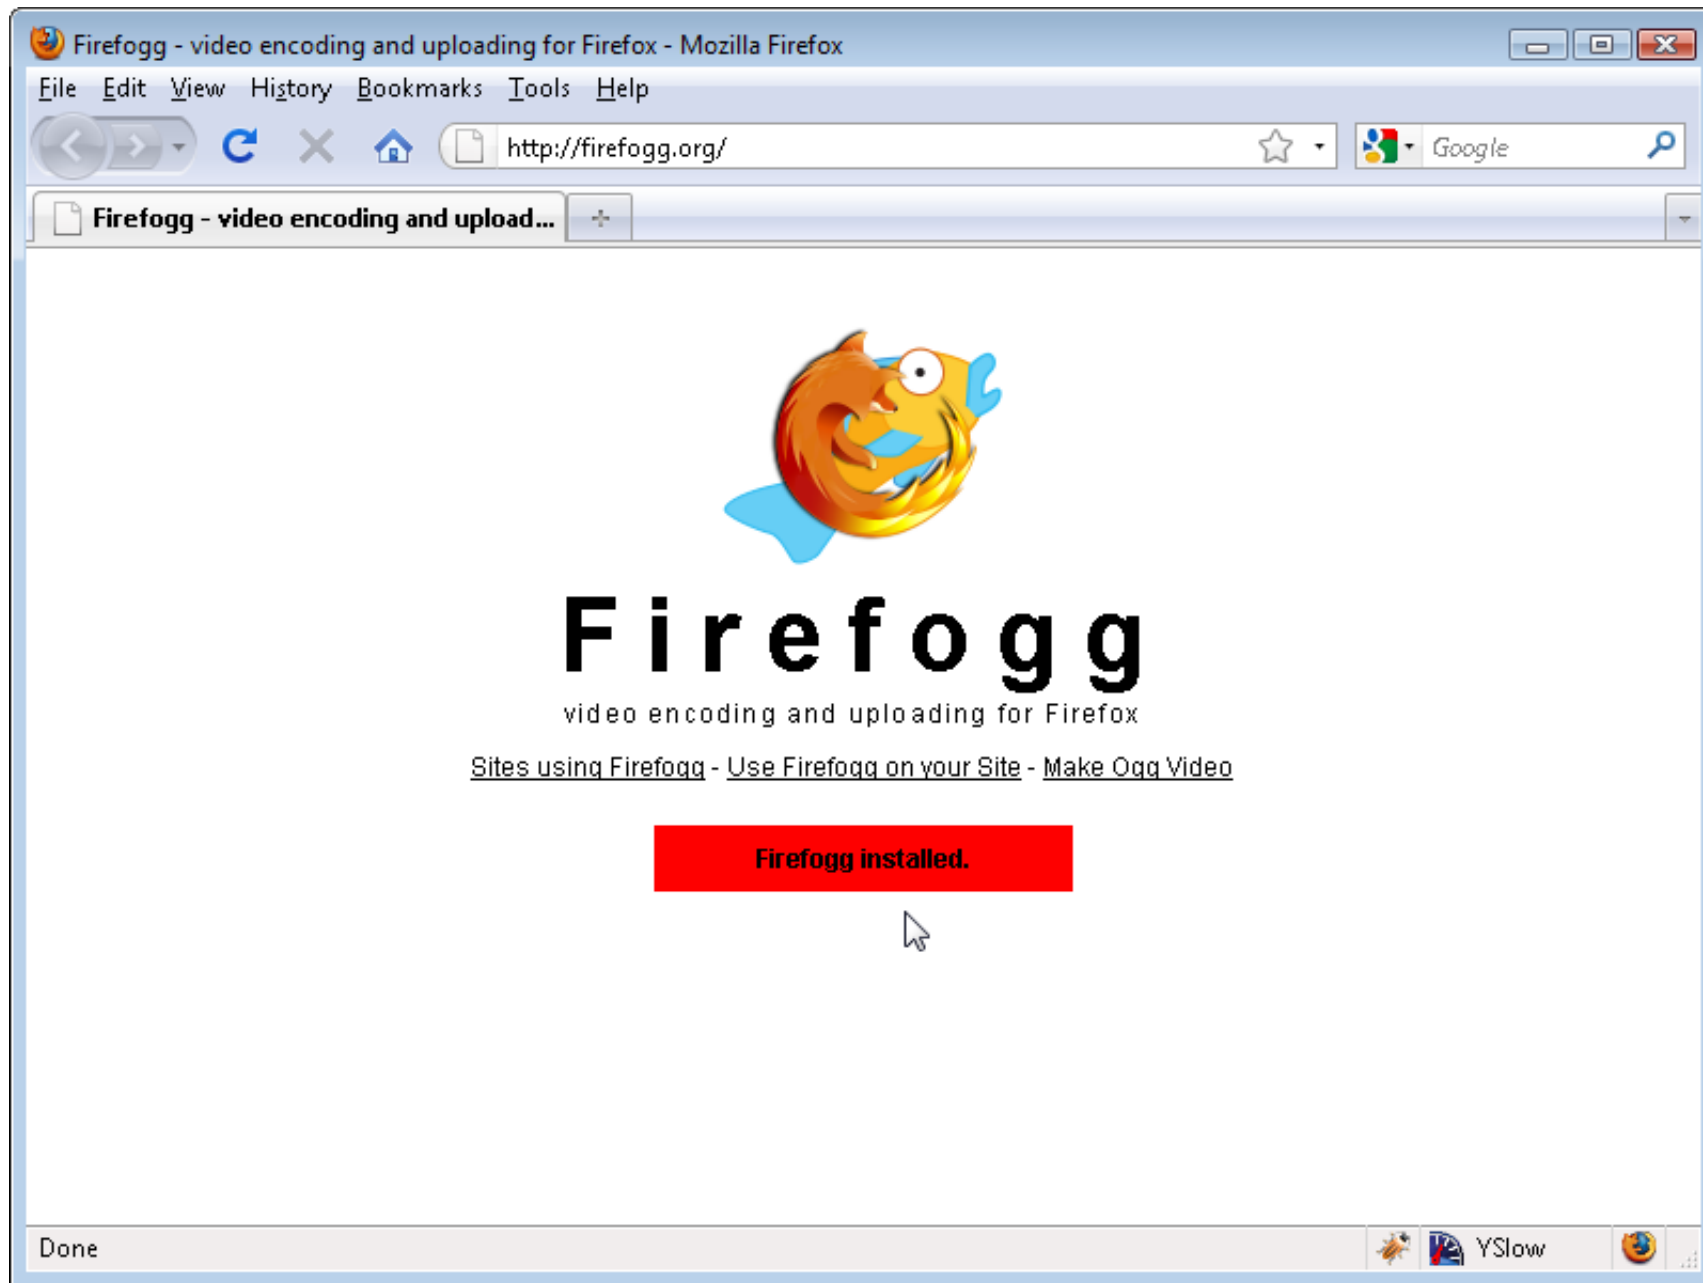 Firefogg - video encoding and uploading for Firefox - Mozilla Firefox
File Edit View History Bookmarks Tools Help
http://firefogg.org/ Google
Firefogg - video encoding and upload...
Firefogg
video encoding and uploading for Firefox
Sites using Firefogg - Use Firefogg on your Site - Make Ogg Video
Firefogg installed.
Done YSlow